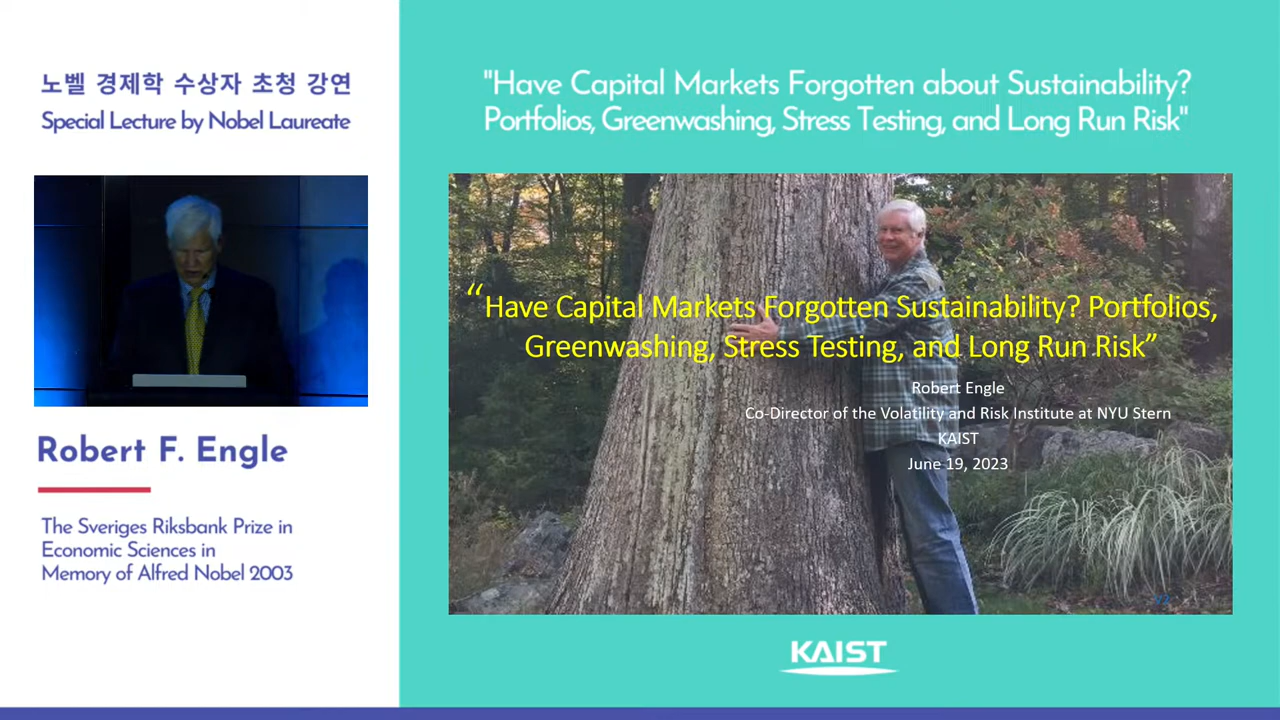 노벨 경제학 수상자 초청 강연
Special Lecture by Nobel Laureate
Robert F. Engle
The Sveriges Riksbank Prize in
Economic Sciences in
Memory of Alfred Nobel 2003
"Have Capital Markets Forgotten about Sustainability?
Portfolios, Greenwashing, Stress Testing, and Long Run Risk"
“Have Capital Markets Forgotten Sustainability? Portfolios,
Greenwashing, Stress Testing, and Long Run Risk”
Robert Engle
Co-Director of the Volatility and Risk Institute at NYU Stern
KAIST
June 19, 2023
KAIST